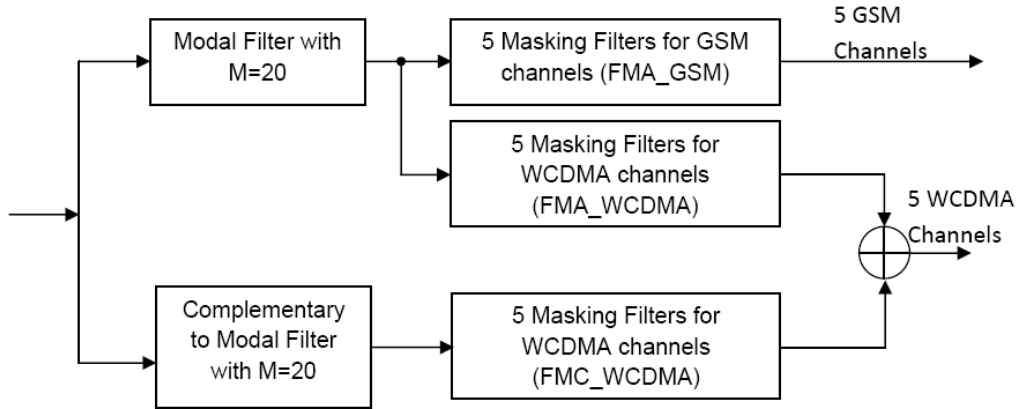 Modal Filter with
M=20
5 Masking Filters for GSM
channels (FMA_GSM)
5 GSM
Channels
5 Masking Filters for
WCDMA channels
(FMA_WCDMA)
5 WCDMA
Channels
Complementary
to Modal Filter
with M=20
5 Masking Filters for
WCDMA channels
(FMC_WCDMA)